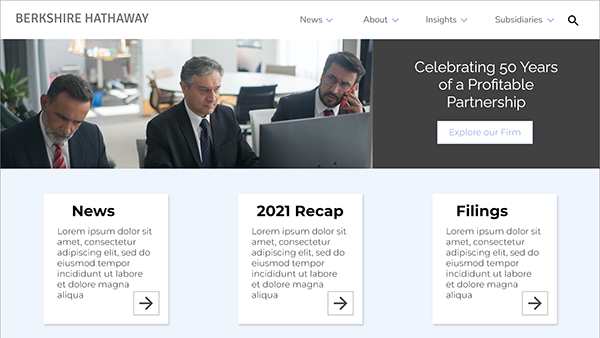 BERKSHIRE HATHAWAY
News About Insights Subsidiaries
Celebrating 50 Years
of a Profitable
Partnership
Explore our Firm
News
Lorem ipsum dolor sit
amet, consectetur
adipiscing elit, sed do
eiusmod tempor
incididunt ut labore
et dolore magna
aliqua
2021 Recap
Lorem ipsum dolor sit
amet, consectetur
adipiscing elit, sed do
eiusmod tempor
incididunt ut labore
et dolore magna
aliqua
Filings
Lorem ipsum dolor sit
amet, consectetur
adipiscing elit, sed do
eiusmod tempor
incididunt ut labore
et dolore magna
aliqua